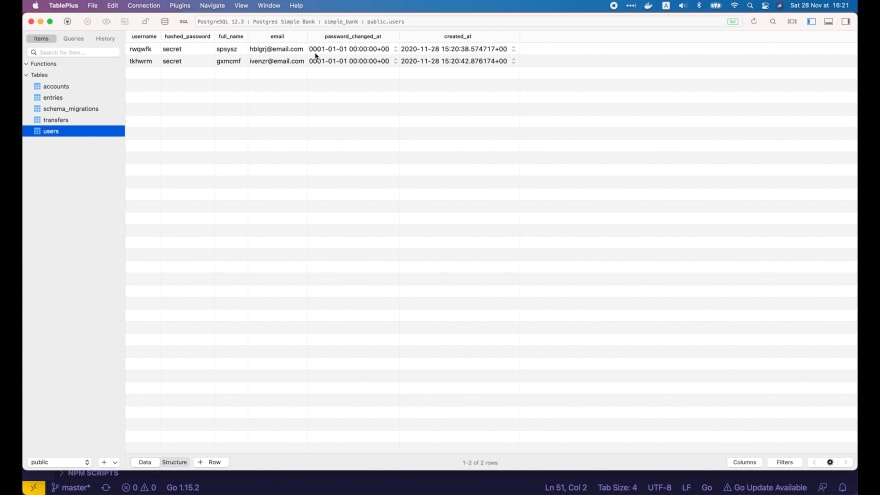 TablePlus File Edit Connection Plugins Navigate View Window Help Sat 28 Nov at 16:21
SQL PostgreSQL 12.3 : Postgres Simple Bank : simple_bank : public.users
Items Queries History
username hashed_password full_name email password_changed_at created_at
Search for item...
rwqwfk secret spsysz hblgrj@email.com 0001-01-01 00:00:00+00 2020-11-28 15:20:38.574717+00
tkhwrm secret gxmcmf ivenzr@email.com 0001-01-01 00:00:00+00 2020-11-28 15:20:42.876174+00
Functions
Tables
accounts
entries
schema_migrations
transfers
users
public Data Structure + Row 1-2 of 2 rows Columns Filters
NPM SCRIPTS
master* 0 0 Go 1.15.2 Ln 51, Col 2 Tab Size: 4 UTF-8 LF Go Go Update Available